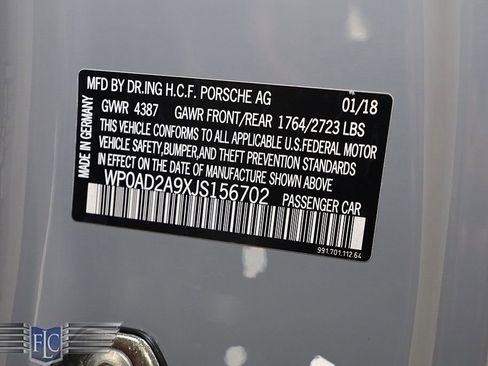 MFD BY DR.ING H.C.F. PORSCHE AG 01/18
GVWR 4387 GAWR FRONT/REAR 1764/2723 LBS
THIS VEHICLE CONFORMS TO ALL APPLICABLE U.S.FEDERAL MOTOR
VEHICLE SAFETY,BUMPER,AND THEFT PREVENTION STANDARDS
IN EFFECT ON THE DATE OF MANUFACTURE SHOWN ABOVE
WP0AD2A9XJS156702 PASSENGER CAR
MADE IN GERMANY
991.701.112.64
FLC